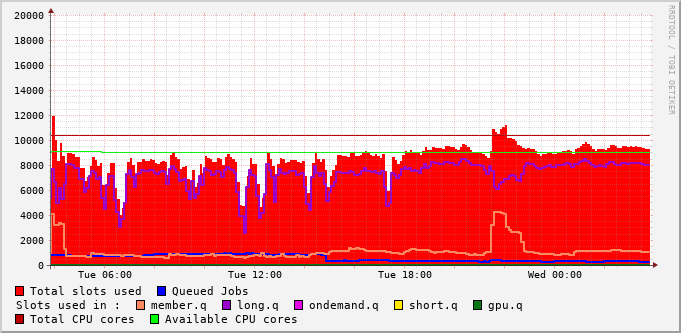 20000
18000
16000
14000
12000
10000
8000
6000
4000
2000
0
Tue 06:00 Tue 12:00 Tue 18:00 Wed 00:00
RRDTOOL / TOBI OETIKER
Total slots used Queued Jobs
Slots used in : member.q long.q ondemand.q short.q gpu.q
Total CPU cores Available CPU cores